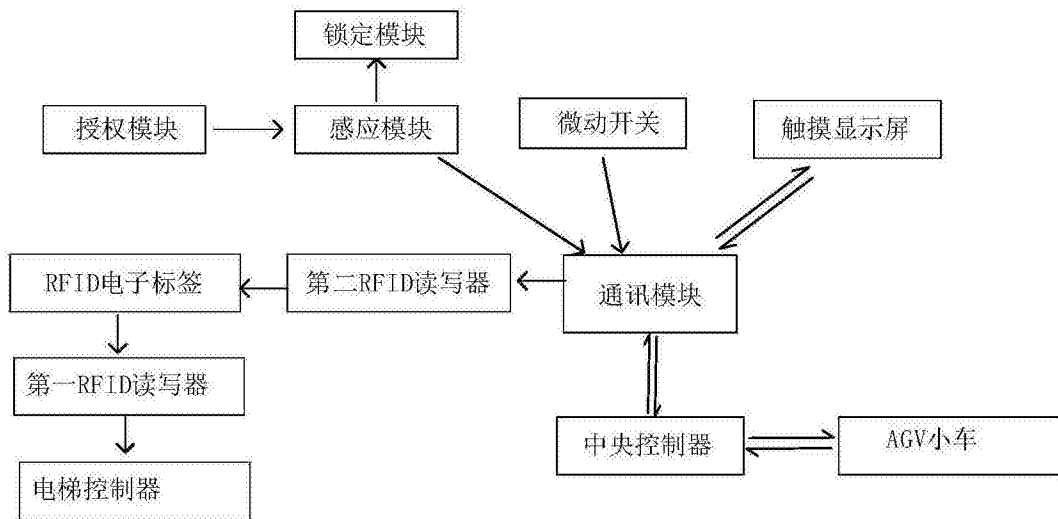 锁定模块
授权模块
感应模块
微动开关
触摸显示屏
RFID电子标签
第二RFID读写器
通讯模块
第一RFID读写器
中央控制器
AGV小车
电梯控制器